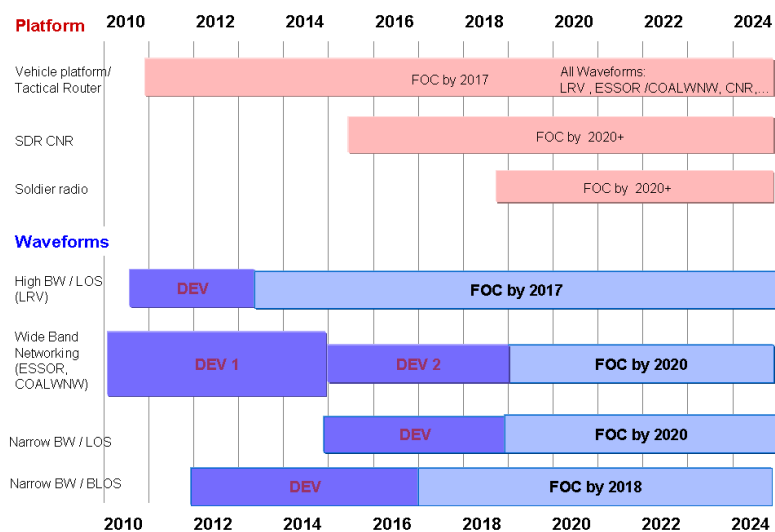 Platform
2010 2012 2014 2016 2018 2020 2022 2024
Vehicle platform/
Tactical Router
FOC by 2017
All Waveforms:
LRV , ESSOR /COALWNW, CNR,...
SDR CNR
FOC by 2020+
Soldier radio
FOC by 2020+
Waveforms
High BW / LOS
(LRV)
DEV
FOC by 2017
Wide Band
Networking
(ESSOR,
COALWNW)
DEV 1
DEV 2
FOC by 2020
Narrow BW / LOS
DEV
FOC by 2020
Narrow BW / BLOS
DEV
FOC by 2018
2010 2012 2014 2016 2018 2020 2022 2024